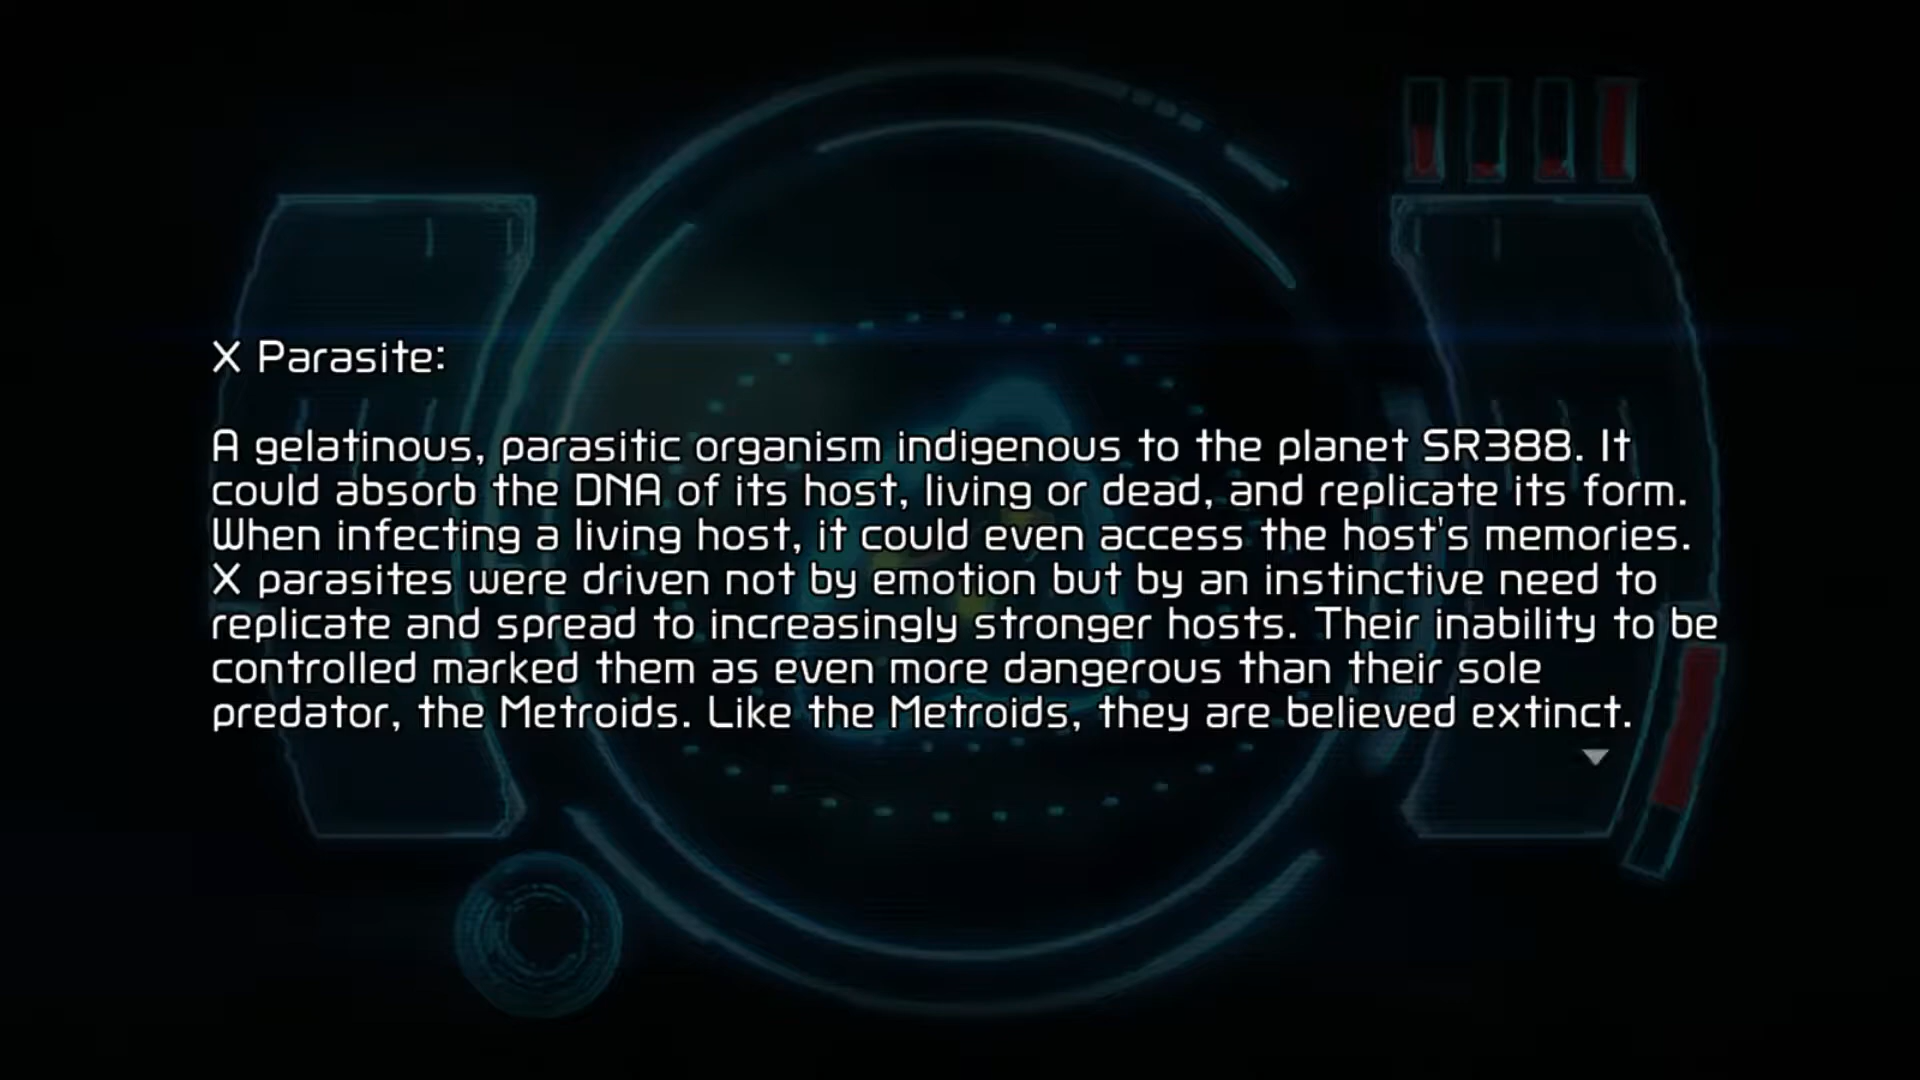 X Parasite:
A gelatinous, parasitic organism indigenous to the planet SR388. It
could absorb the DNA of its host, living or dead, and replicate its form.
When infecting a living host, it could even access the host's memories.
X parasites were driven not by emotion but by an instinctive need to
replicate and spread to increasingly stronger hosts. Their inability to be
controlled marked them as even more dangerous than their sole
predator, the Metroids. Like the Metroids, they are believed extinct.